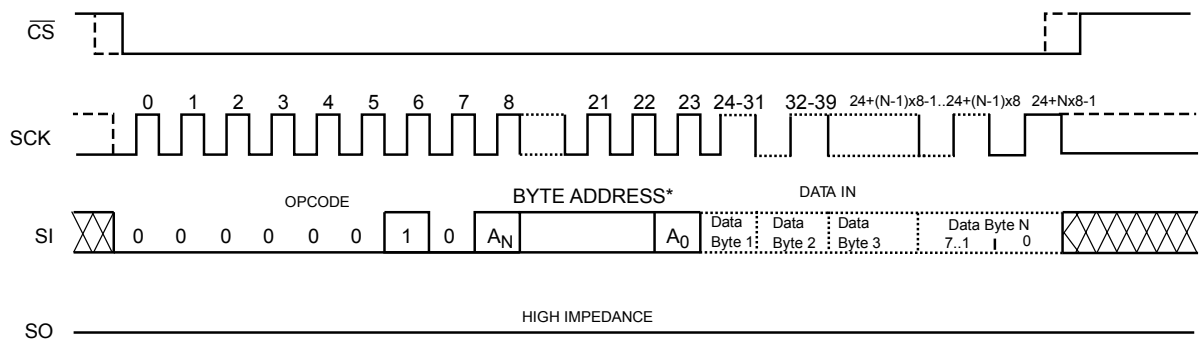 CS
0 1 2 3 4 5 6 7 8 21 22 23 24-31 32-39 24+(N-1)x8-1..24+(N-1)x8 24+Nx8-1
SCK
OPCODE BYTE ADDRESS* DATA IN
SI 0 0 0 0 0 0 1 0 AN A0 Data Byte 1 Data Byte 2 Data Byte 3 Data Byte N
7..1 0
HIGH IMPEDANCE
SO